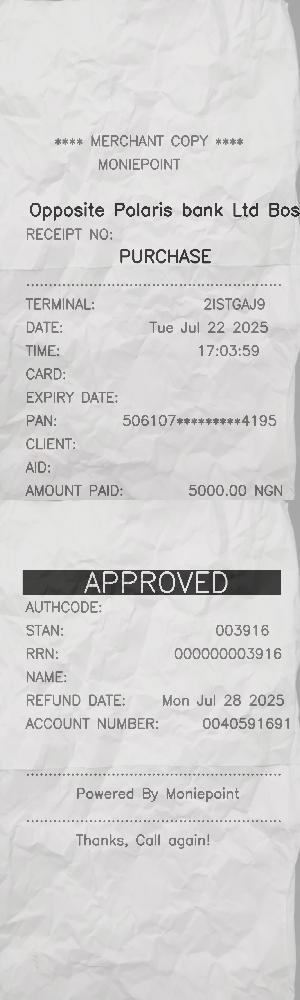 **** MERCHANT COPY ****
MONIEPOINT
Opposite Polaris bank Ltd Bos
RECEIPT NO:
PURCHASE
TERMINAL: 2ISTGAJ9
DATE: Tue Jul 22 2025
TIME: 17:03:59
CARD:
EXPIRY DATE:
PAN: 506107*********4195
CLIENT:
AID:
AMOUNT PAID: 5000.00 NGN
APPROVED
AUTHCODE:
STAN: 003916
RRN: 000000003916
NAME:
REFUND DATE: Mon Jul 28 2025
ACCOUNT NUMBER: 0040591691
Powered By Moniepoint
Thanks, Call again!